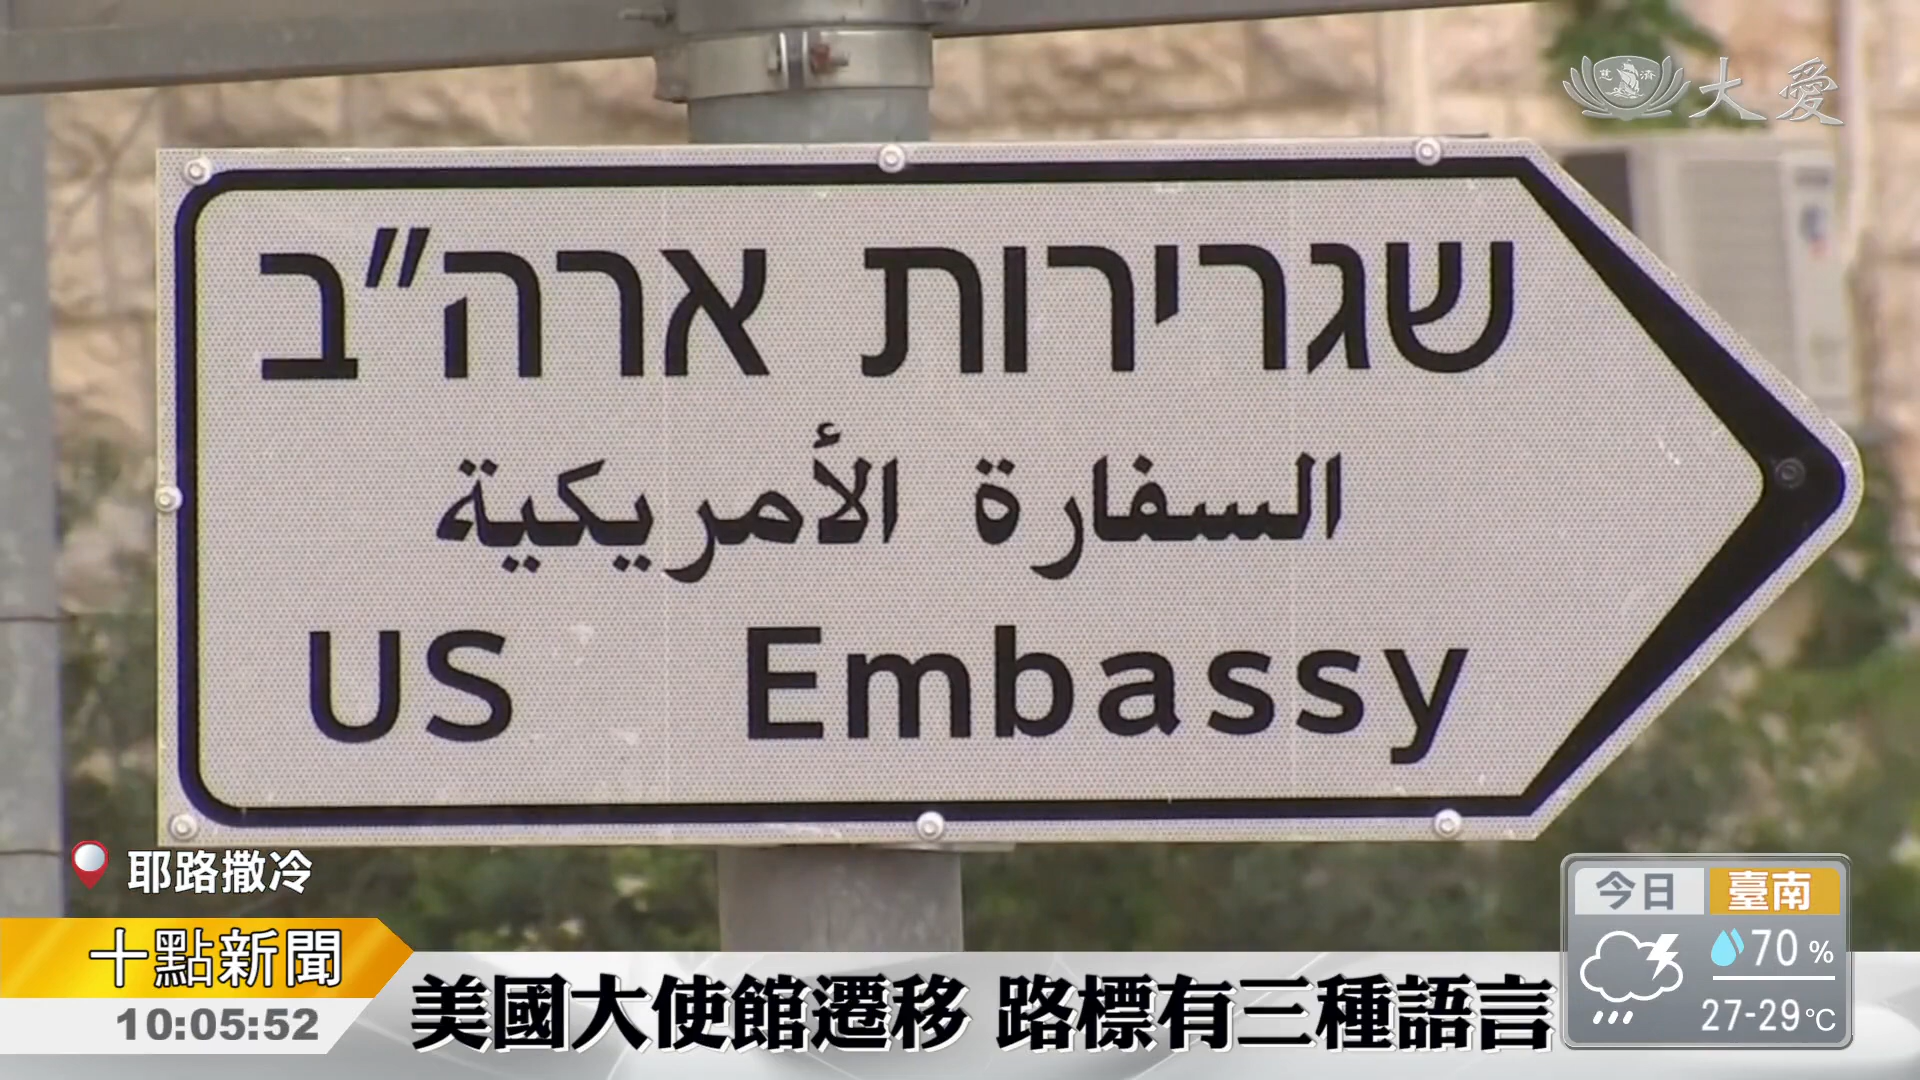 慈濟 大愛
שגרירות ארה״ב
السفارة الأمريكية
US Embassy
耶路撒冷
十點新聞
10:05:52
美國大使館遷移 路標有三種語言
今日 臺南
70 %
27-29°C